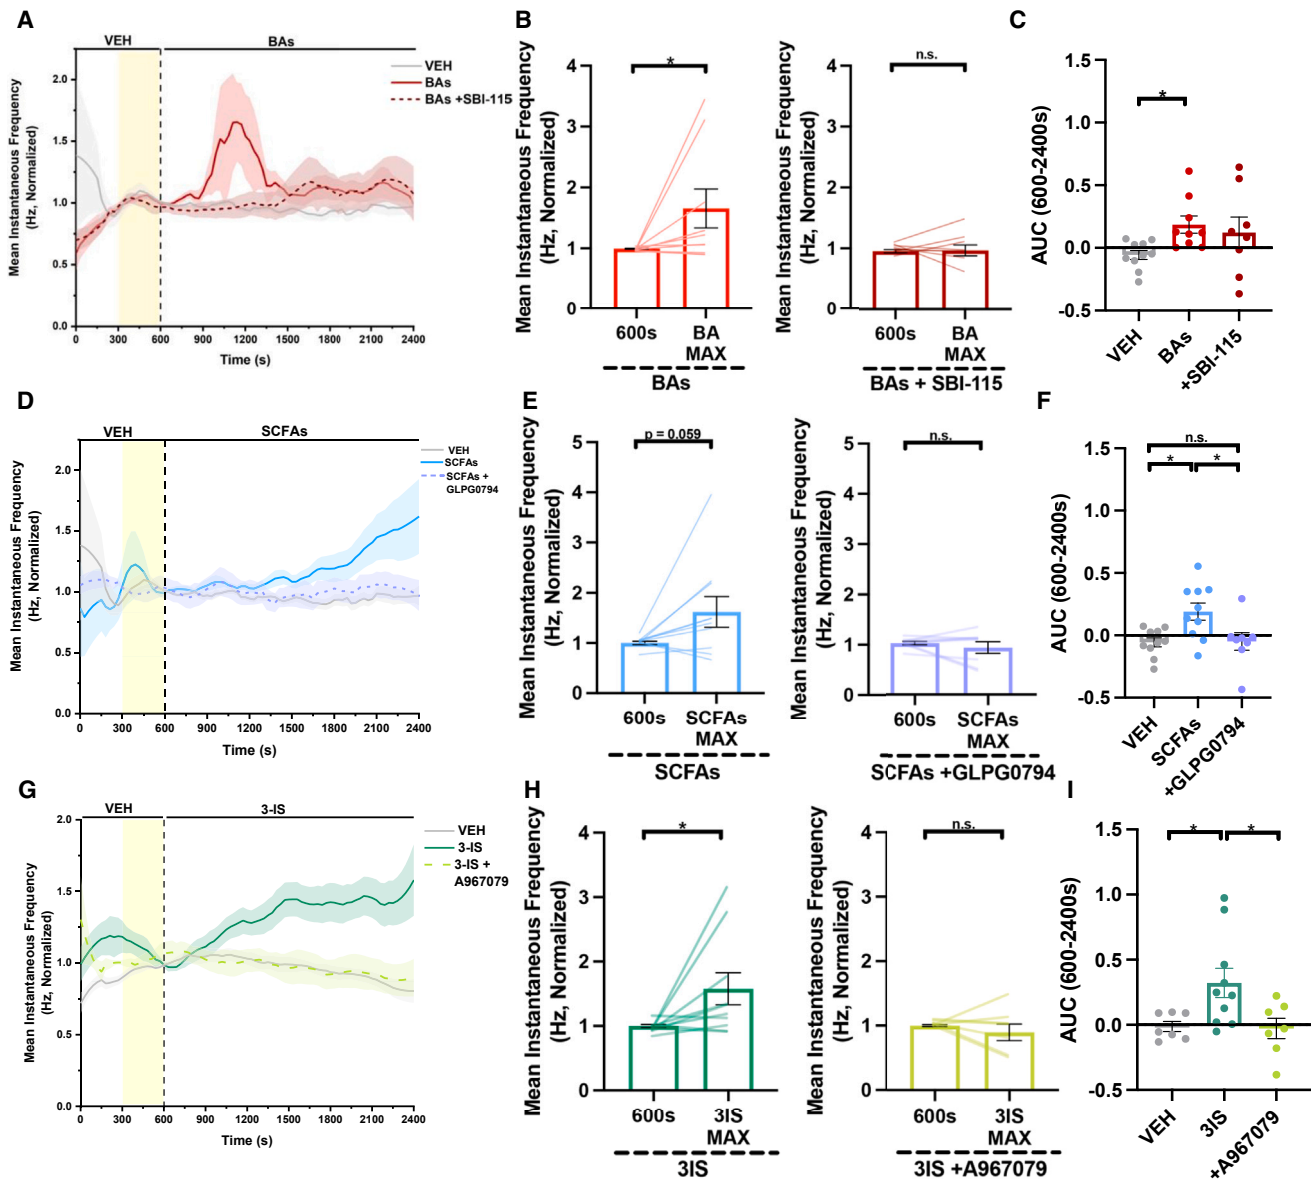 A
VEH
BAs
VEH
BAs
BAs +SBI-115
Mean Instantaneous Frequency
(Hz, Normalized)
2.0
1.5
1.0
0.5
0.0
0
300
600
900
1200
1500
1800
2100
2400
Time (s)
B
Mean Instantaneous Frequency
(Hz, Normalized)
4
3
2
1
0
*
600s
BA
MAX
BAs
Mean Instantaneous Frequency
(Hz, Normalized)
4
3
2
1
0
n.s.
600s
BA
MAX
BAs + SBI-115
C
AUC (600-2400s)
1.5
1.0
0.5
0.0
-0.5
*
VEH
BAs
+SBI-115
D
VEH
SCFAs
VEH
SCFAs
SCFAs +
GLPG0794
Mean Instantaneous Frequency
(Hz, Normalized)
2.0
1.5
1.0
0.5
0.0
0
300
600
900
1200
1500
1800
2100
2400
Time (s)
E
Mean Instantaneous Frequency
(Hz, Normalized)
5
4
3
2
1
0
p = 0.059
600s
SCFAs
MAX
SCFAs
Mean Instantaneous Frequency
(Hz, Normalized)
5
4
3
2
1
0
n.s.
600s
SCFAs
MAX
SCFAs +GLPG0794
F
AUC (600-2400s)
1.5
1.0
0.5
0.0
-0.5
n.s.
*
*
VEH
SCFAs
+GLPG0794
G
VEH
3-IS
VEH
3-IS
3-IS +
A967079
Mean Instantaneous Frequency
(Hz, Normalized)
2.0
1.5
1.0
0.5
0.0
0
300
600
900
1200
1500
1800
2100
2400
Time (s)
H
Mean Instantaneous Frequency
(Hz, Normalized)
4
3
2
1
0
*
600s
3IS
MAX
3IS
Mean Instantaneous Frequency
(Hz, Normalized)
4
3
2
1
0
n.s.
600s
3IS
MAX
3IS +A967079
I
AUC (600-2400s)
1.5
1.0
0.5
0.0
-0.5
*
*
VEH
3IS
+A967079